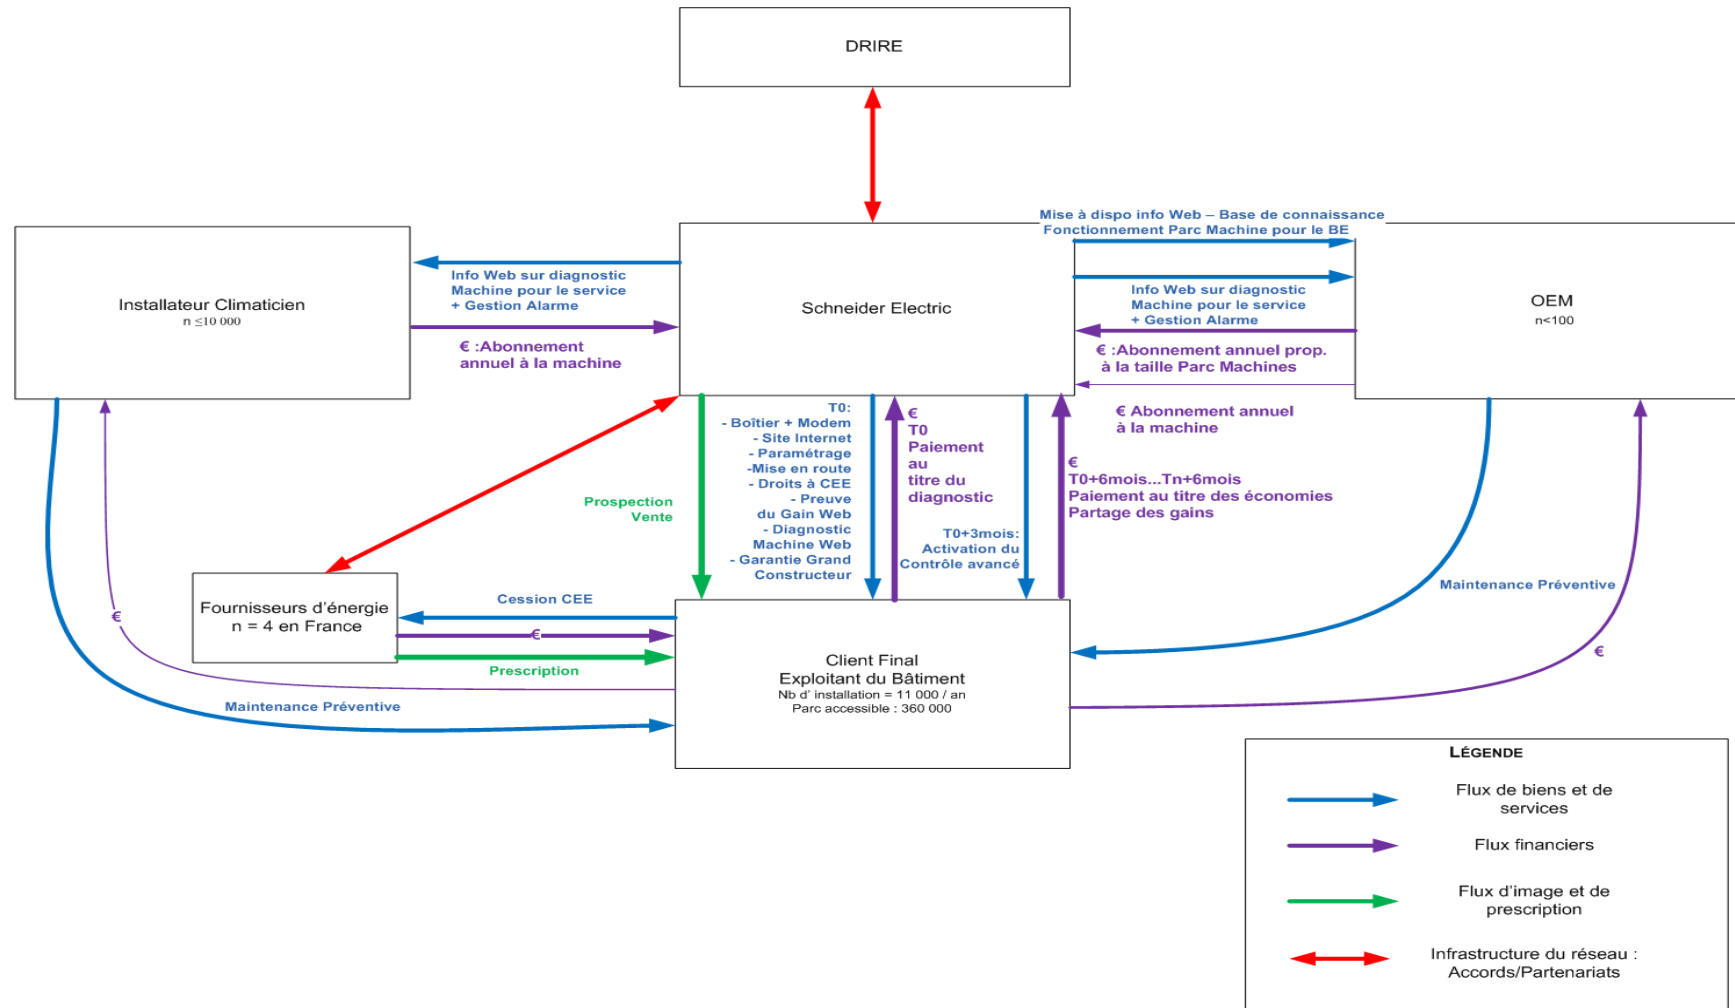 DRIRE
Mise à dispo info Web – Base de connaissance
Fonctionnement Parc Machine pour le BE
Installateur Climaticien
n ≤10 000
Info Web sur diagnostic
Machine pour le service
+ Gestion Alarme
€ :Abonnement
annuel à la machine
Schneider Electric
Info Web sur diagnostic
Machine pour le service
+ Gestion Alarme
€ :Abonnement annuel prop.
à la taille Parc Machines
€ Abonnement annuel
à la machine
OEM
n<100
Prospection
Vente
T0:
- Boîtier + Modem
- Site Internet
- Paramétrage
-Mise en route
- Droits à CEE
- Preuve
du Gain Web
- Diagnostic
Machine Web
- Garantie Grand
Constructeur
€
T0
Paiement
au
titre du
diagnostic
T0+3mois:
Activation du
Contrôle avancé
€
T0+6mois...Tn+6mois
Paiement au titre des économies
Partage des gains
Maintenance Préventive
Fournisseurs d'énergie
n = 4 en France
Cession CEE
€
Prescription
€
€
Maintenance Préventive
Client Final
Exploitant du Bâtiment
Nb d' installation = 11 000 / an
Parc accessible : 360 000
LÉGENDE
Flux de biens et de
services
Flux financiers
Flux d'image et de
prescription
Infrastructure du réseau :
Accords/Partenariats